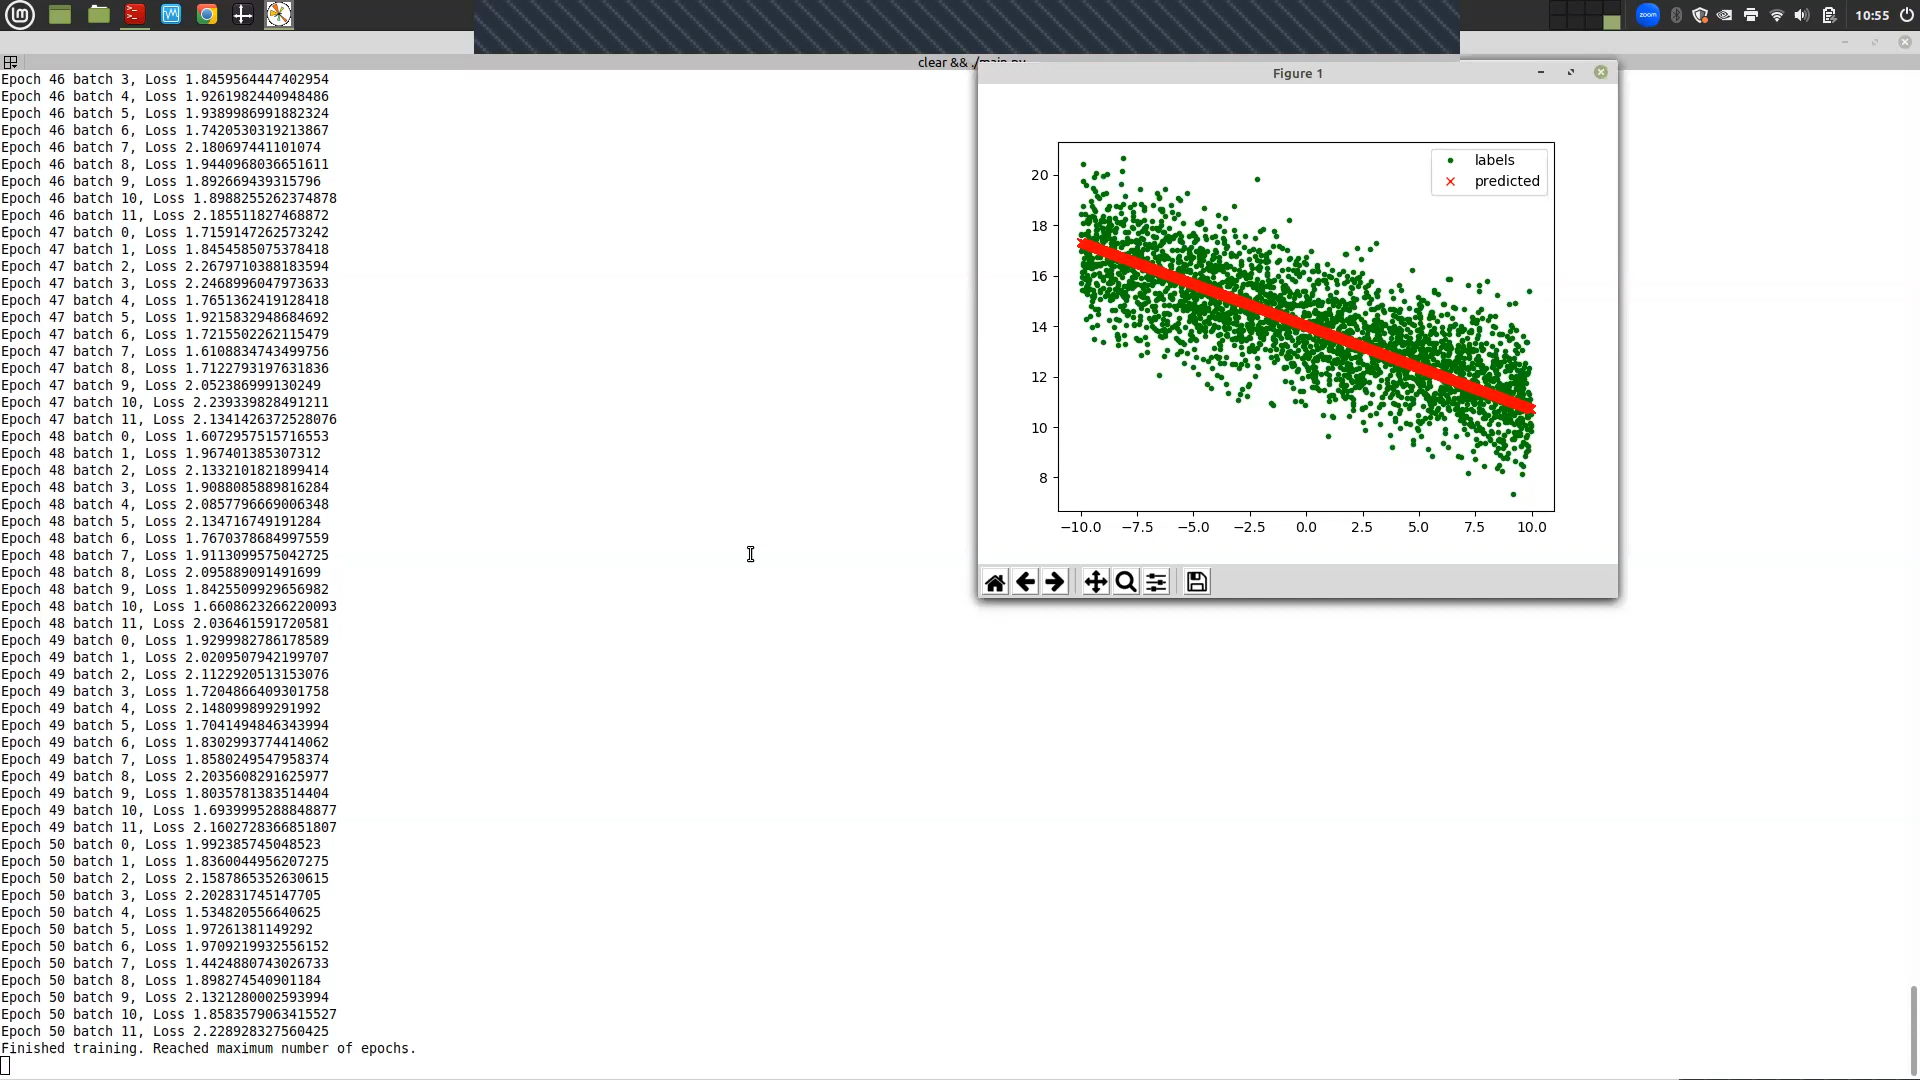 zoom
10:55
clear && ./main.py
Epoch 46 batch 3, Loss 1.8459564447402954
Epoch 46 batch 4, Loss 1.9261982440948486
Epoch 46 batch 5, Loss 1.9389986991882324
Epoch 46 batch 6, Loss 1.7420530319213867
Epoch 46 batch 7, Loss 2.180697441101074
Epoch 46 batch 8, Loss 1.9440968036651611
Epoch 46 batch 9, Loss 1.892669439315796
Epoch 46 batch 10, Loss 1.8988255262374878
Epoch 46 batch 11, Loss 2.185511827468872
Epoch 47 batch 0, Loss 1.7159147262573242
Epoch 47 batch 1, Loss 1.8454585075378418
Epoch 47 batch 2, Loss 2.2679710388183594
Epoch 47 batch 3, Loss 2.2468996047973633
Epoch 47 batch 4, Loss 1.7651362419128418
Epoch 47 batch 5, Loss 1.9215832948684692
Epoch 47 batch 6, Loss 1.7215502262115479
Epoch 47 batch 7, Loss 1.6108834743499756
Epoch 47 batch 8, Loss 1.7122793197631836
Epoch 47 batch 9, Loss 2.052386999130249
Epoch 47 batch 10, Loss 2.239339828491211
Epoch 47 batch 11, Loss 2.1341426372528076
Epoch 48 batch 0, Loss 1.6072957515716553
Epoch 48 batch 1, Loss 1.967401385307312
Epoch 48 batch 2, Loss 2.1332101821899414
Epoch 48 batch 3, Loss 1.9088085889816284
Epoch 48 batch 4, Loss 2.0857796669006348
Epoch 48 batch 5, Loss 2.134716749191284
Epoch 48 batch 6, Loss 1.7670378684997559
Epoch 48 batch 7, Loss 1.9113099575042725
Epoch 48 batch 8, Loss 2.095889091491699
Epoch 48 batch 9, Loss 1.8425509929656982
Epoch 48 batch 10, Loss 1.6608623266220093
Epoch 48 batch 11, Loss 2.036461591720581
Epoch 49 batch 0, Loss 1.9299982786178589
Epoch 49 batch 1, Loss 2.0209507942199707
Epoch 49 batch 2, Loss 2.1122920513153076
Epoch 49 batch 3, Loss 1.7204866409301758
Epoch 49 batch 4, Loss 2.148099899291992
Epoch 49 batch 5, Loss 1.7041494846343994
Epoch 49 batch 6, Loss 1.8302993774414062
Epoch 49 batch 7, Loss 1.8580249547958374
Epoch 49 batch 8, Loss 2.2035608291625977
Epoch 49 batch 9, Loss 1.8035781383514404
Epoch 49 batch 10, Loss 1.6939995288848877
Epoch 49 batch 11, Loss 2.1602728366851807
Epoch 50 batch 0, Loss 1.992385745048523
Epoch 50 batch 1, Loss 1.8360044956207275
Epoch 50 batch 2, Loss 2.1587865352630615
Epoch 50 batch 3, Loss 2.202831745147705
Epoch 50 batch 4, Loss 1.534820556640625
Epoch 50 batch 5, Loss 1.97261381149292
Epoch 50 batch 6, Loss 1.9709219932556152
Epoch 50 batch 7, Loss 1.4424880743026733
Epoch 50 batch 8, Loss 1.898274540901184
Epoch 50 batch 9, Loss 2.1321280002593994
Epoch 50 batch 10, Loss 1.8583579063415527
Epoch 50 batch 11, Loss 2.228928327560425
Finished training. Reached maximum number of epochs.
Figure 1
labels
predicted
20
18
16
14
12
10
8
−10.0 −7.5 −5.0 −2.5 0.0 2.5 5.0 7.5 10.0